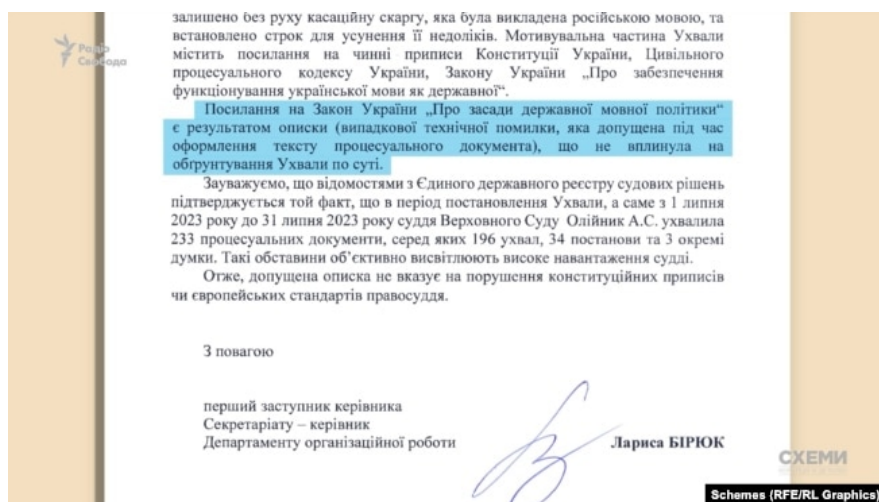 залишено без руху касаційну скаргу, яка була викладена російською мовою, та
встановлено строк для усунення її недоліків. Мотивувальна частина Ухвали
містить посилання на чинні приписи Конституції України, Цивільного
процесуального кодексу України, Закону України „Про забезпечення
функціонування української мови як державної“.
Посилання на Закон України „Про засади державної мовної політики“
є результатом описки (випадкової технічної помилки, яка допущена під час
оформлення тексту процесуального документа), що не вплинула на
обґрунтування Ухвали по суті.
Зауважуємо, що відомостями з Єдиного державного реєстру судових рішень
підтверджується той факт, що в період постановлення Ухвали, а саме з 1 липня
2023 року до 31 липня 2023 року суддя Верховного Суду Олійник А.С. ухвалила
233 процесуальних документи, серед яких 196 ухвал, 34 постанови та 3 окремі
думки. Такі обставини об’єктивно висвітлюють високе навантаження судді.
Отже, допущена описка не вказує на порушення конституційних приписів
чи європейських стандартів правосуддя.
З повагою
перший заступник керівника
Секретаріату – керівник
Департаменту організаційної роботи
Лариса БІРЮК
Радіо
Свобода
СХЕМИ
Schemes (RFE/RL Graphics)